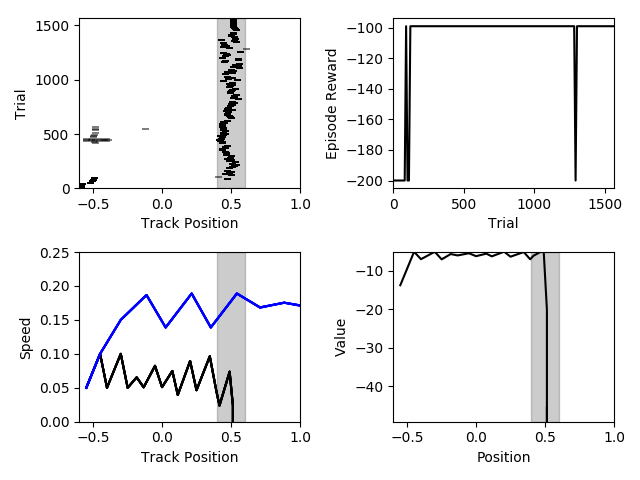 1500
1000
500
0
Trial
−0.5 0.0 0.5 1.0
Track Position
−100
−120
−140
−160
−180
−200
Episode Reward
0 500 1000 1500
Trial
0.25
0.20
0.15
0.10
0.05
0.00
Speed
−0.5 0.0 0.5 1.0
Track Position
−10
−20
−30
−40
Value
−0.5 0.0 0.5 1.0
Position